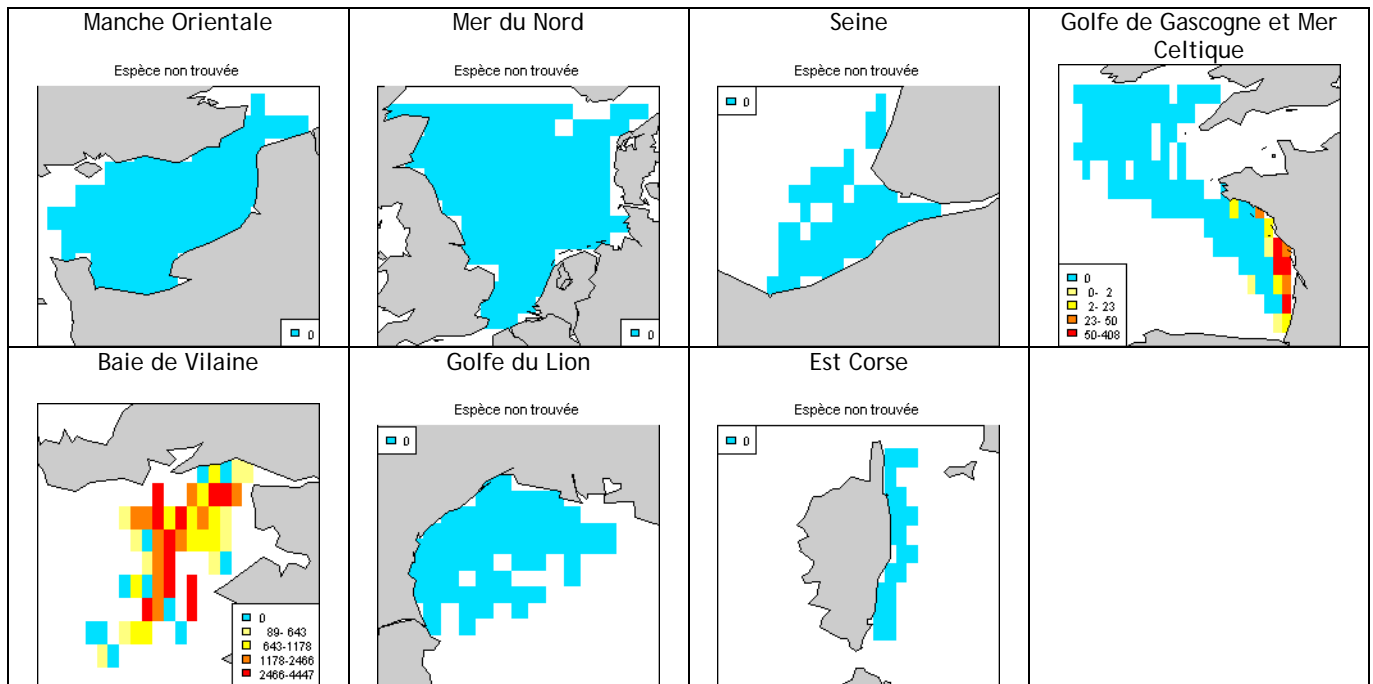 Manche Orientale
Espèce non trouvée
0
Mer du Nord
Espèce non trouvée
0
Seine
Espèce non trouvée
0
Golfe de Gascogne et Mer
Celtique
0
0- 2
2- 23
23- 50
50-408
Baie de Vilaine
0
89- 643
643-1178
1178-2466
2466-4447
Golfe du Lion
Espèce non trouvée
0
Est Corse
Espèce non trouvée
0